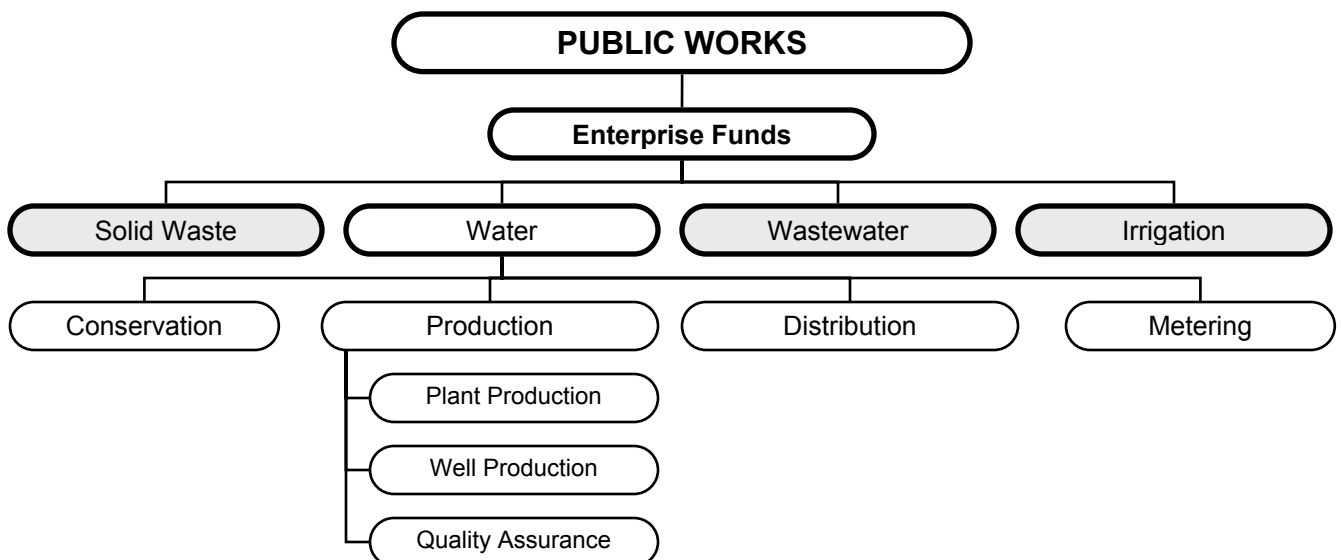 PUBLIC WORKS
Enterprise Funds
Solid Waste
Water
Wastewater
Irrigation
Conservation
Production
Distribution
Metering
Plant Production
Well Production
Quality Assurance